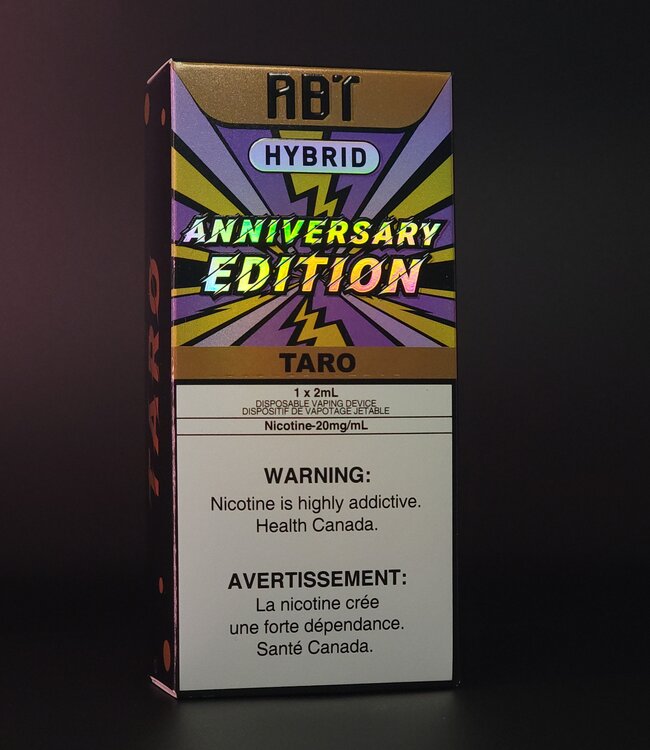 ABT
HYBRID
ANNIVERSARY
EDITION
TARO
1 x 2mL
DISPOSABLE VAPING DEVICE
DISPOSITIF DE VAPOTAGE JETABLE
Nicotine-20mg/mL
WARNING:
Nicotine is highly addictive.
Health Canada.
AVERTISSEMENT:
La nicotine crée
une forte dépendance.
Santé Canada.
TARO